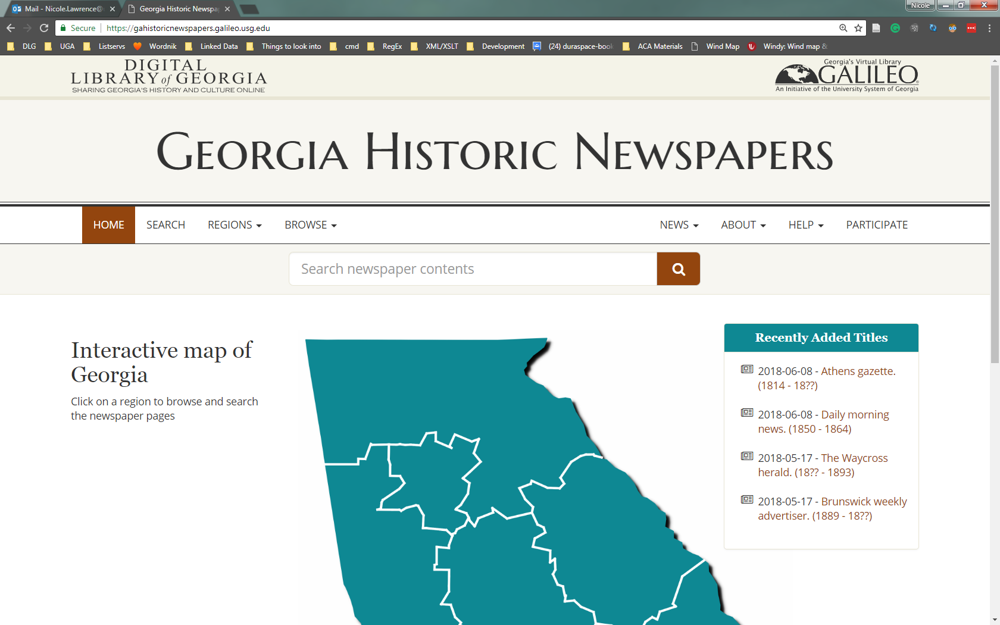 Mail - Nicole.Lawrence@
Georgia Historic Newspa
Nicole
Secure
https://gahistoricnewspapers.galileo.usg.edu
DLG
UGA
Listservs
Wordnik
Linked Data
Things to look into
cmd
RegEx
XML/XSLT
Development
(24) duraspace-book
ACA Materials
Wind Map
Windy: Wind map &
DIGITAL
LIBRARY of GEORGIA
SHARING GEORGIA'S HISTORY AND CULTURE ONLINE
Georgia's Virtual Library
GALILEO®
An Initiative of the University System of Georgia
GEORGIA HISTORIC NEWSPAPERS
HOME
SEARCH
REGIONS
BROWSE
NEWS
ABOUT
HELP
PARTICIPATE
Search newspaper contents
Interactive map of
Georgia
Click on a region to browse and search
the newspaper pages
Recently Added Titles
2018-06-08 - Athens gazette.
(1814 - 18??)
2018-06-08 - Daily morning
news. (1850 - 1864)
2018-05-17 - The Waycross
herald. (18?? - 1893)
2018-05-17 - Brunswick weekly
advertiser. (1889 - 18??)